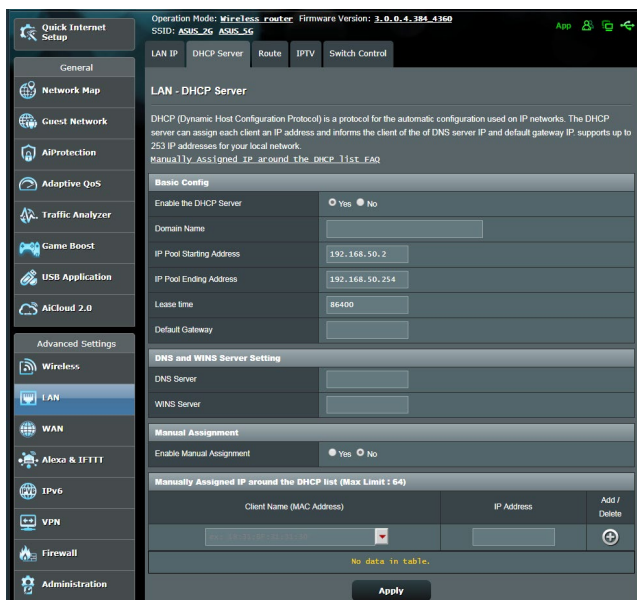 Quick Internet
Setup
General
Network Map
Guest Network
AiProtection
Adaptive QoS
Traffic Analyzer
Game Boost
USB Application
AiCloud 2.0
Advanced Settings
Wireless
LAN
WAN
Alexa & IFTTT
IPv6
VPN
Firewall
Administration
Operation Mode: Wireless router Firmware Version: 3.0.0.4.384_4360
SSID: ASUS_2G ASUS_5G
App
LAN IP DHCP Server Route IPTV Switch Control
LAN - DHCP Server
DHCP (Dynamic Host Configuration Protocol) is a protocol for the automatic configuration used on IP networks. The DHCP
server can assign each client an IP address and informs the client of the of DNS server IP and default gateway IP. supports up to
253 IP addresses for your local network.
Manually Assigned IP around the DHCP list FAQ
Basic Config
Enable the DHCP Server Yes No
Domain Name
IP Pool Starting Address 192.168.50.2
IP Pool Ending Address 192.168.50.254
Lease time 86400
Default Gateway
DNS and WINS Server Setting
DNS Server
WINS Server
Manual Assignment
Enable Manual Assignment Yes No
Manually Assigned IP around the DHCP list (Max Limit : 64)
Client Name (MAC Address) IP Address Add /
Delete
No data in table.
Apply